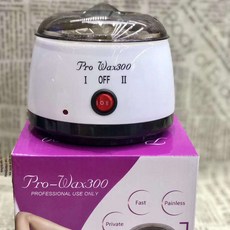 Pro Wax300
I OFF II
Pro-Wax300
PROFESSIONAL USE ONLY
Fast
Painless
Private